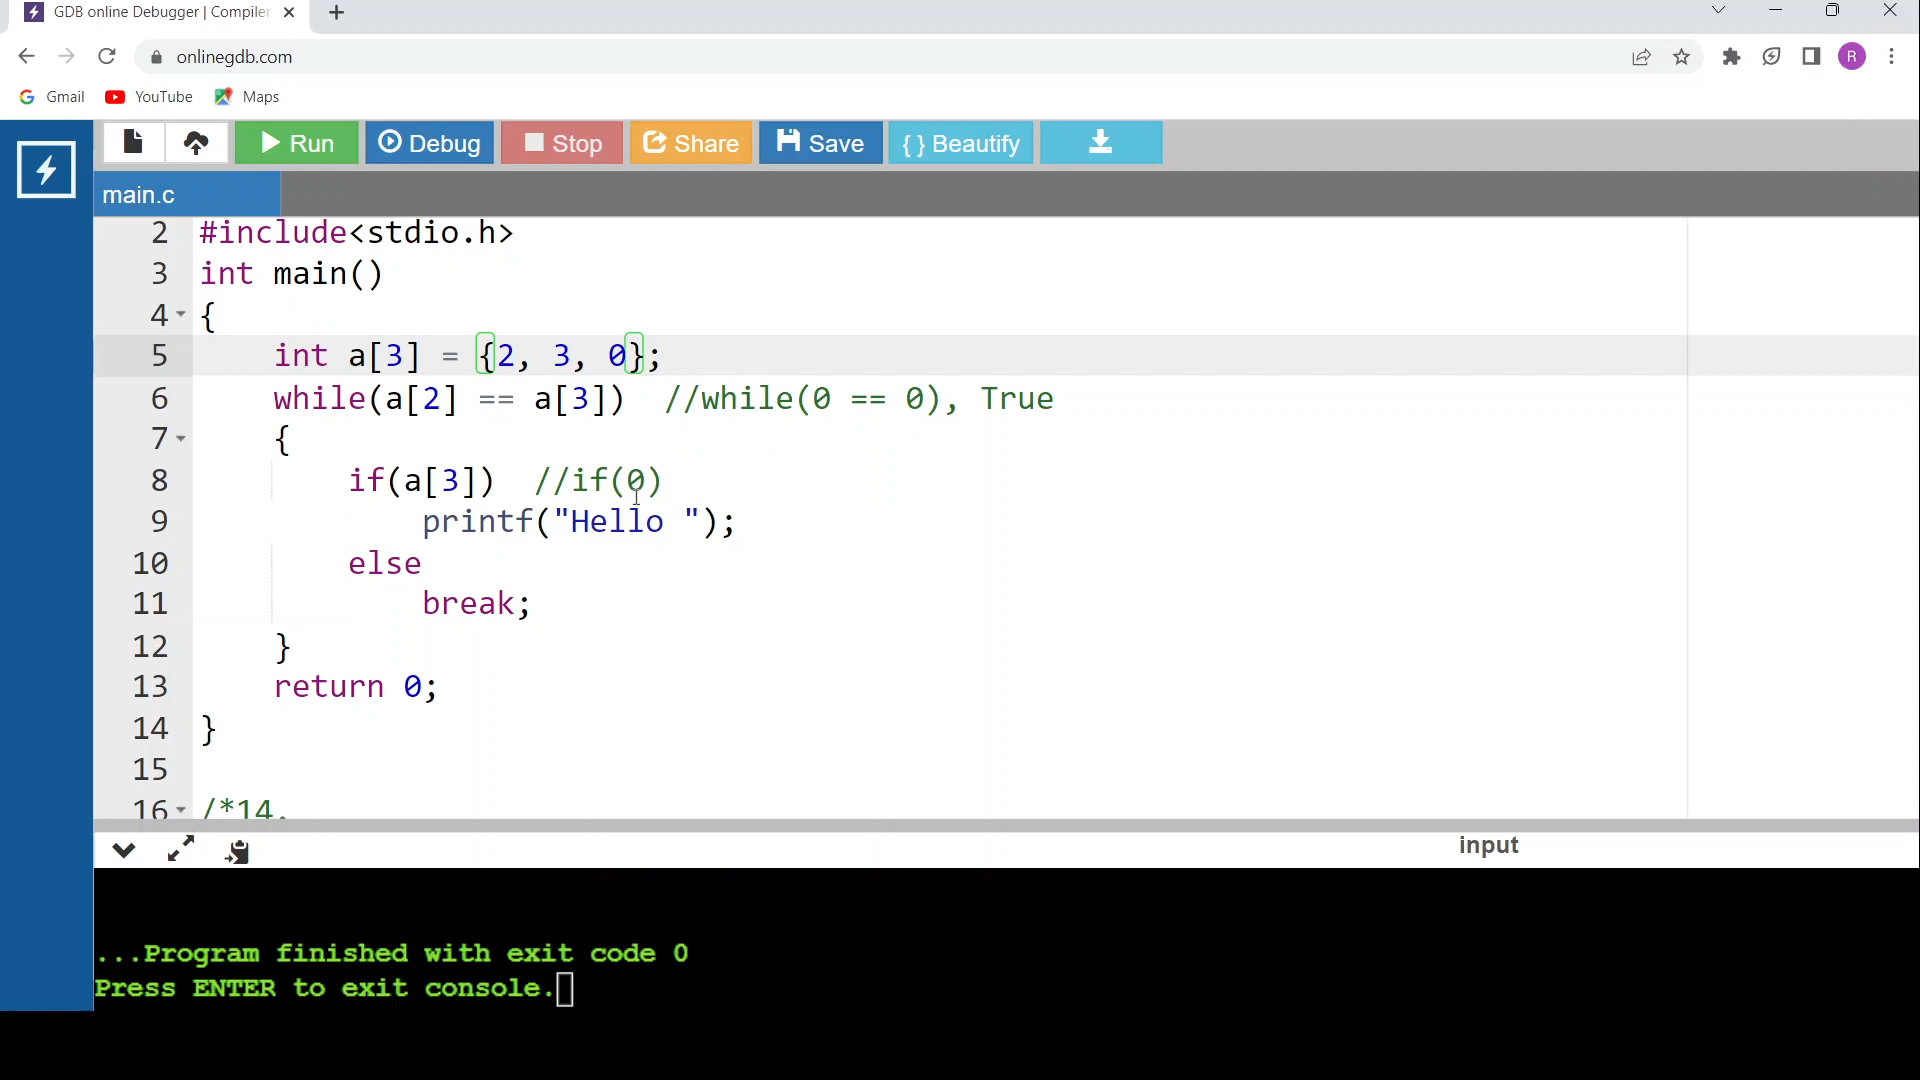 GDB online Debugger | Compiler
onlinegdb.com
R
Gmail YouTube Maps
Run Debug Stop Share Save { } Beautify
main.c
2 #include<stdio.h>
3 int main()
4 {
5 int a[3] = {2, 3, 0};
6 while(a[2] == a[3]) //while(0 == 0), True
7 {
8 if(a[3]) //if(0)
9 printf("Hello ");
10 else
11 break;
12 }
13 return 0;
14 }
15
16 /*14.
input
...Program finished with exit code 0
Press ENTER to exit console.